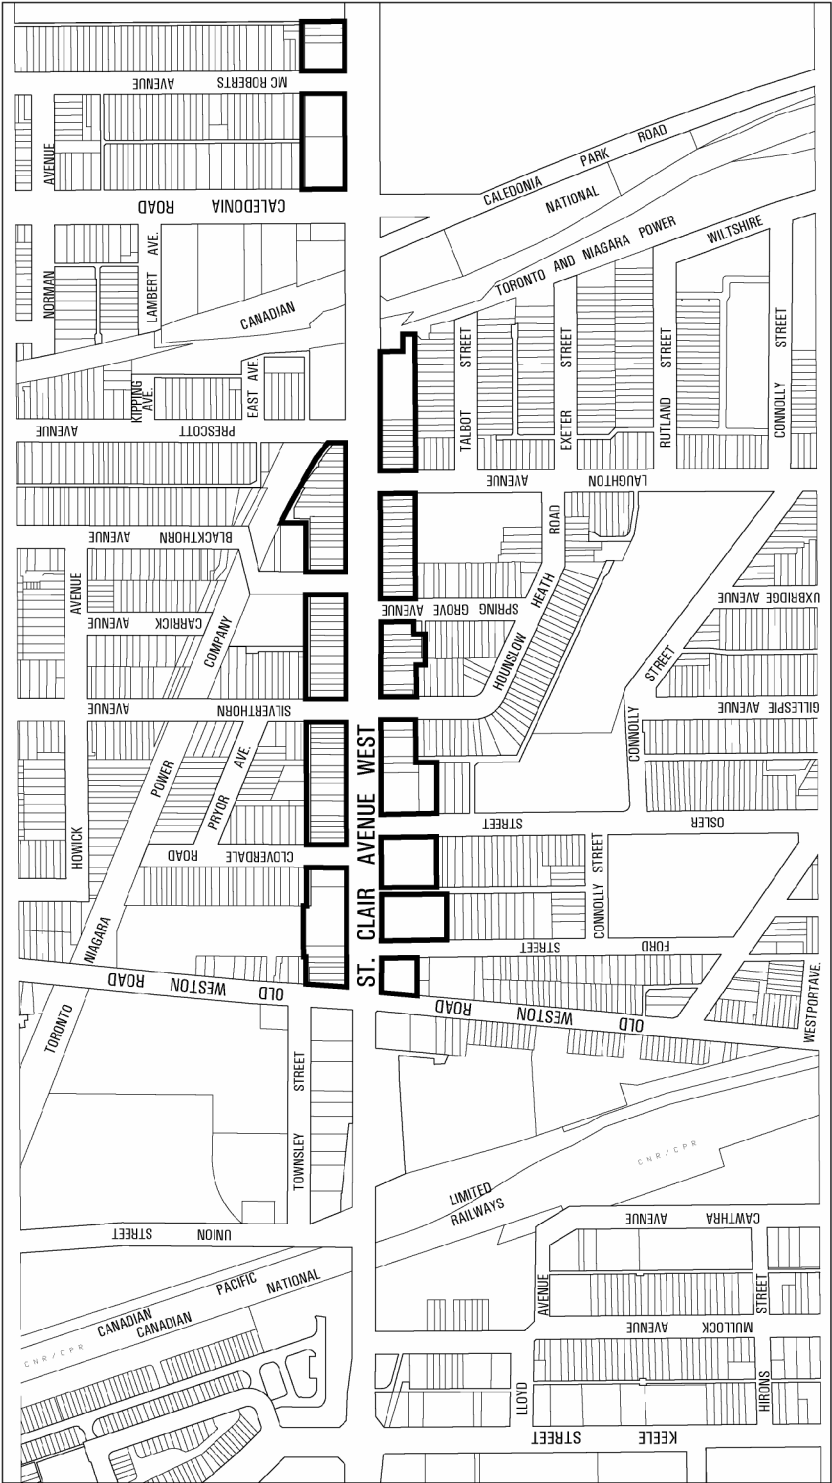 MC ROBERTS AVENUE
CALEDONIA PARK ROAD
AVENUE
NATIONAL
CALEDONIA ROAD
TORONTO AND NIAGARA POWER
WILTSHIRE
NORMAN
LAMBERT AVE.
CANADIAN
TALBOT STREET
EXETER STREET
RUTLAND STREET
CONNOLLY STREET
KIPPING AVE.
EAST AVE.
PRESCOTT AVENUE
LAUGHTON AVENUE
BLACKTHORN AVENUE
ROAD
AVENUE
UXBRIDGE AVENUE
SPRING GROVE AVENUE
HOUNSLOW HEATH
CARRICK AVENUE
COMPANY
STREET
SILVERTHORN AVENUE
GILLESPIE AVENUE
CONNOLLY
ST. CLAIR AVENUE WEST
POWER
PRYOR AVE.
OSLER STREET
HOWICK
CLOVERDALE ROAD
CONNOLLY STREET
NIAGARA
FORD STREET
OLD WESTON ROAD
OLD WESTON ROAD
WESTPORT AVE.
TORONTO
TOWNSLEY STREET
CNR/CPR
LIMITED
RAILWAYS
UNION STREET
CAWTHRA AVENUE
CANADIAN PACIFIC
CANADIAN NATIONAL
AVENUE
STREET
MULLOCK AVENUE
CNR/CPR
LLOYD
HIRONS
KEELE STREET